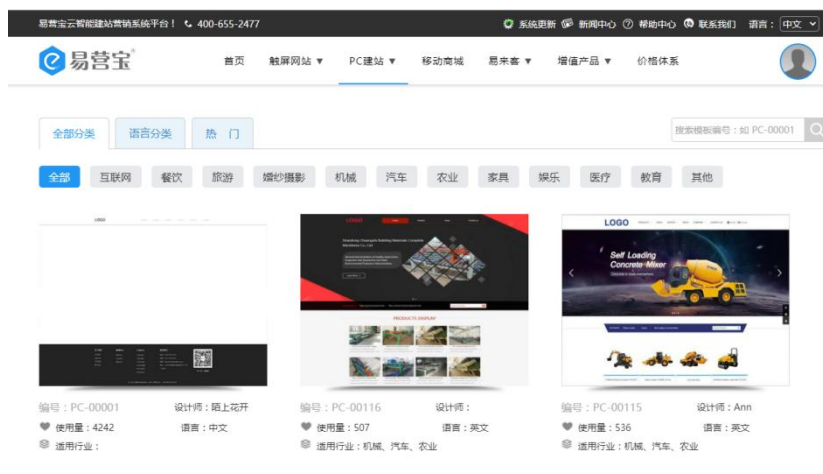 易营宝云智能建站营销系统平台！ 400-655-2477 系统更新 新闻中心 帮助中心 联系我们 语言： 中文
易营宝 首页 触屏网站 ▼ PC建站 ▼ 移动商城 易来客 ▼ 增值产品 ▼ 价格体系
全部分类 语言分类 热 门 搜索模板编号：如 PC-00001
全部 互联网 餐饮 旅游 婚纱摄影 机械 汽车 农业 家具 娱乐 医疗 教育 其他
LOGO
LOGO
LOGO
Self Loading
Concrete Mixer
PRODUCTS DISPLAY
编号：PC-00001 设计师：陌上花开 编号：PC-00116 设计师： 编号：PC-00115 设计师：Ann
使用量：4242 语言：中文 使用量：507 语言：英文 使用量：536 语言：英文
适用行业： 适用行业：机械、汽车、农业 适用行业：机械、汽车、农业